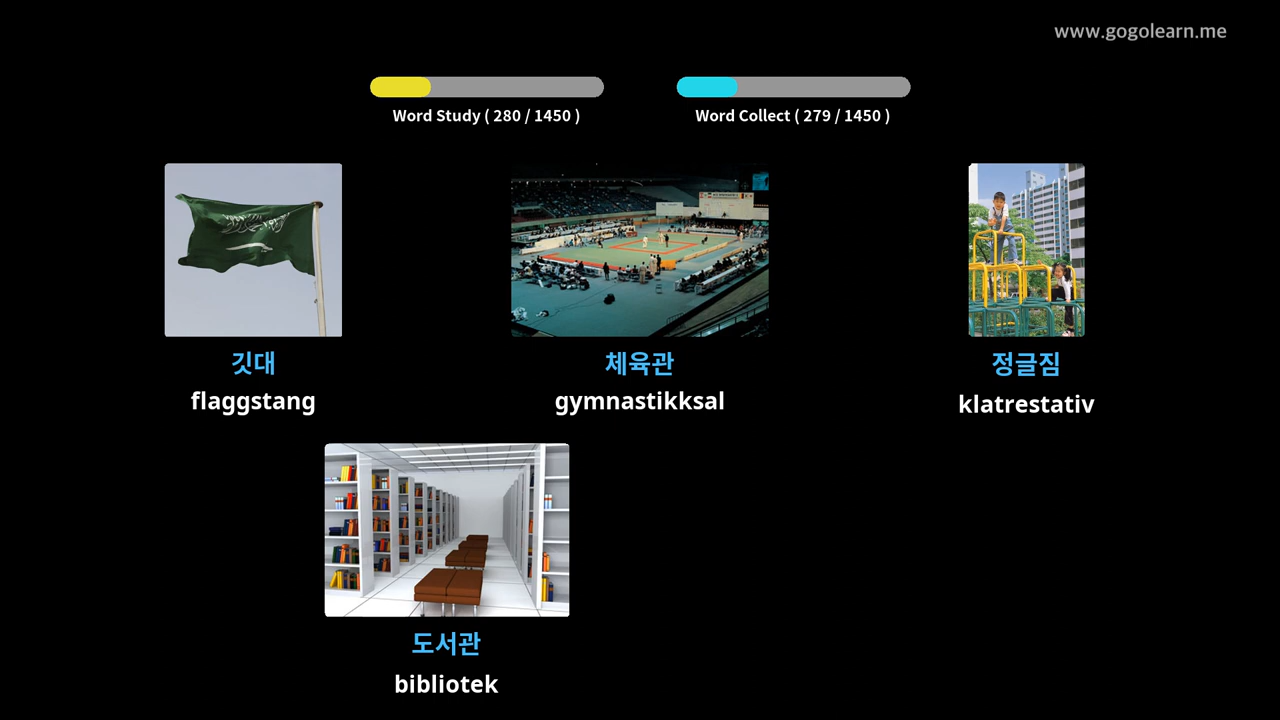 www.gogolearn.me
Word Study ( 280 / 1450 )
Word Collect ( 279 / 1450 )
깃대
flaggstang
체육관
gymnastikksal
정글짐
klatrestativ
도서관
bibliotek